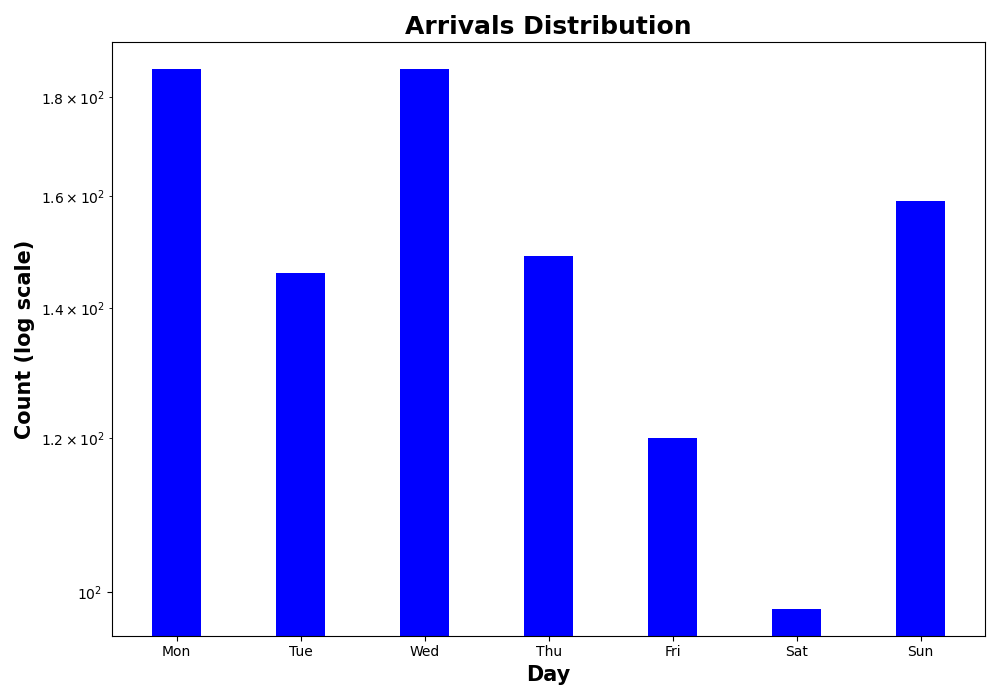 Arrivals Distribution
Count (log scale)
1.8 × 10²
1.6 × 10²
1.4 × 10²
1.2 × 10²
10²
Mon Tue Wed Thu Fri Sat Sun
Day